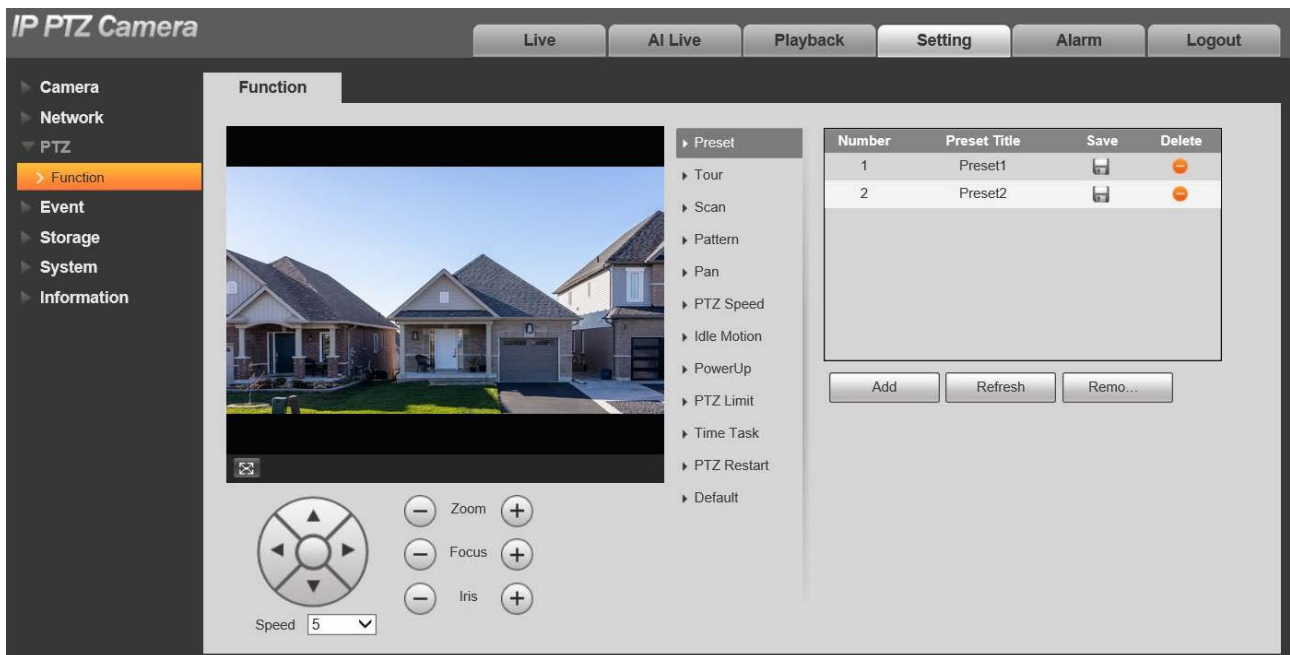 IP PTZ Camera
Live AI Live Playback Setting Alarm Logout
Camera
Network
PTZ
Function
Event
Storage
System
Information
Function
Preset
Tour
Scan
Pattern
Pan
PTZ Speed
Idle Motion
PowerUp
PTZ Limit
Time Task
PTZ Restart
Default
Number Preset Title Save Delete
1 Preset1
2 Preset2
Add Refresh Remo...
Zoom
Focus
Iris
Speed 5